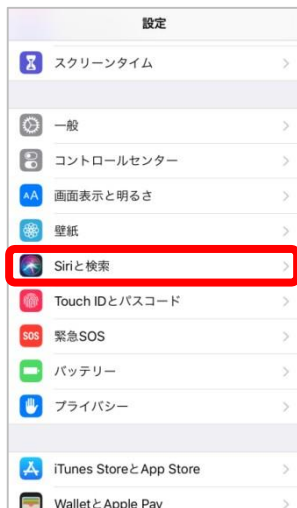 設定
スクリーンタイム
一般
コントロールセンター
AA 画面表示と明るさ
壁紙
Siriと検索
Touch IDとパスコード
SOS 緊急SOS
バッテリー
プライバシー
iTunes StoreとApp Store
WalletとApple Pay